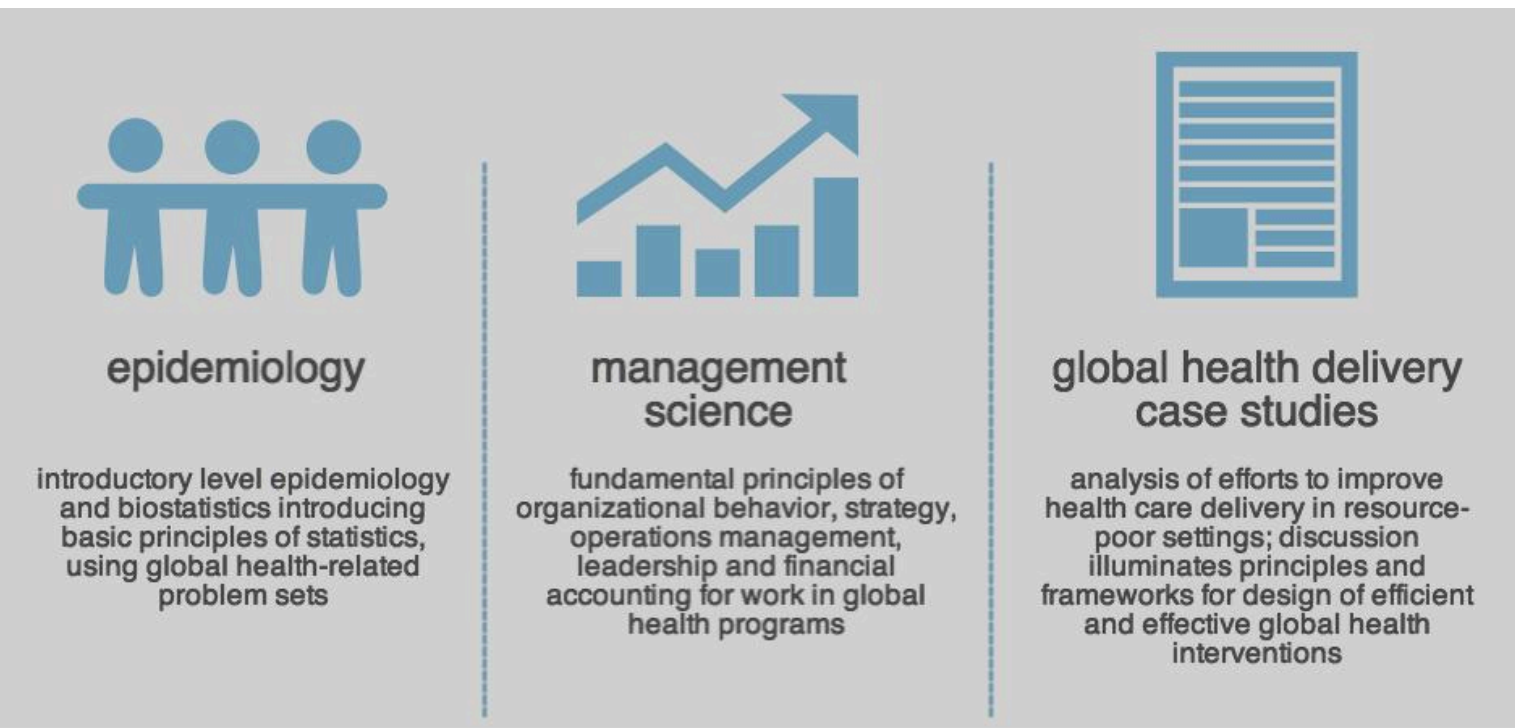 epidemiology
introductory level epidemiology
and biostatistics introducing
basic principles of statistics,
using global health-related
problem sets
management
science
fundamental principles of
organizational behavior, strategy,
operations management,
leadership and financial
accounting for work in global
health programs
global health delivery
case studies
analysis of efforts to improve
health care delivery in resource-
poor settings; discussion
illuminates principles and
frameworks for design of efficient
and effective global health
interventions